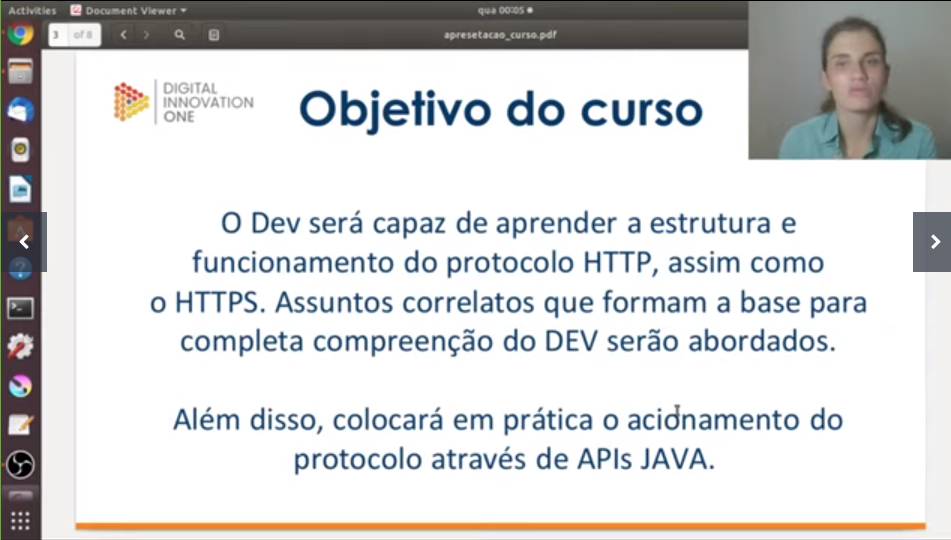 Activities Document Viewer qua 00:05
3 of 8 apresetacao_curso.pdf
DIGITAL
INNOVATION
ONE
Objetivo do curso
O Dev será capaz de aprender a estrutura e
funcionamento do protocolo HTTP, assim como
o HTTPS. Assuntos correlatos que formam a base para
completa compreenção do DEV serão abordados.
Além disso, colocará em prática o acionamento do
protocolo através de APIs JAVA.